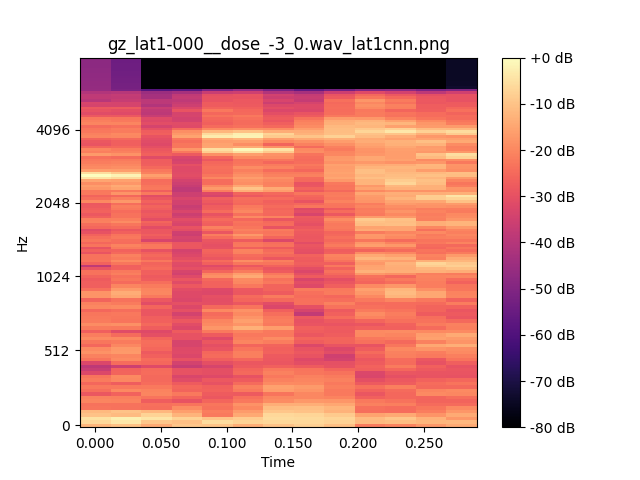 gz_lat1-000__dose_-3_0.wav_lat1cnn.png
+0 dB
-10 dB
-20 dB
-30 dB
-40 dB
-50 dB
-60 dB
-70 dB
-80 dB
Hz
4096
2048
1024
512
0
0.000 0.050 0.100 0.150 0.200 0.250
Time